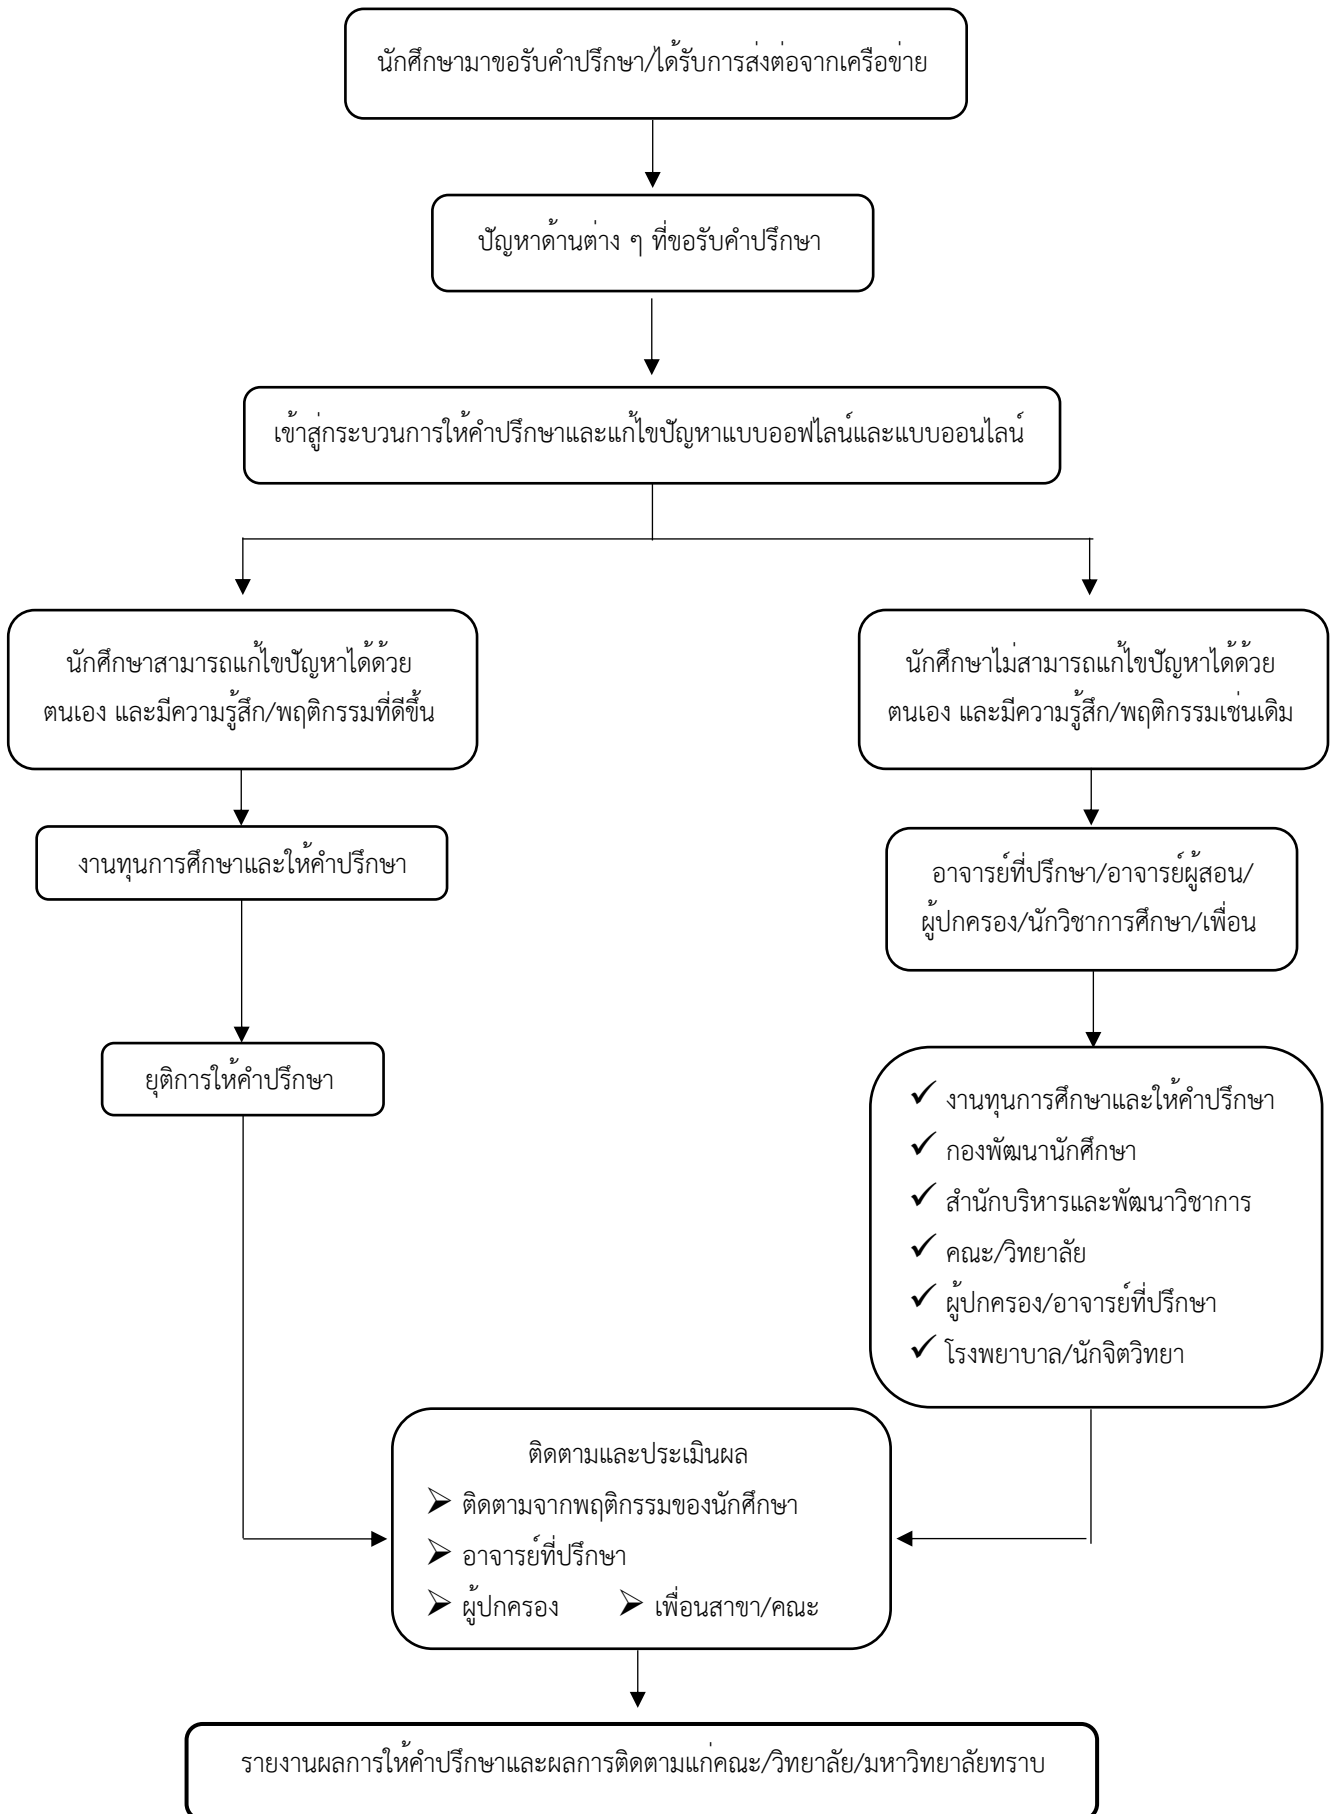 นักศึกษามาขอรับคำปรึกษา/ได้รับการส่งต่อจากเครือข่าย
ปัญหาด้านต่าง ๆ ที่ขอรับคำปรึกษา
เข้าสู่กระบวนการให้คำปรึกษาและแก้ไขปัญหาแบบออฟไลน์และแบบออนไลน์
นักศึกษาสามารถแก้ไขปัญหาได้ด้วย
ตนเอง และมีความรู้สึก/พฤติกรรมที่ดีขึ้น
งานทุนการศึกษาและให้คำปรึกษา
ยุติการให้คำปรึกษา
นักศึกษาไม่สามารถแก้ไขปัญหาได้ด้วย
ตนเอง และมีความรู้สึก/พฤติกรรมเช่นเดิม
อาจารย์ที่ปรึกษา/อาจารย์ผู้สอน/
ผู้ปกครอง/นักวิชาการศึกษา/เพื่อน
✓ งานทุนการศึกษาและให้คำปรึกษา
✓ กองพัฒนานักศึกษา
✓ สำนักบริหารและพัฒนาวิชาการ
✓ คณะ/วิทยาลัย
✓ ผู้ปกครอง/อาจารย์ที่ปรึกษา
✓ โรงพยาบาล/นักจิตวิทยา
ติดตามและประเมินผล
➢ ติดตามจากพฤติกรรมของนักศึกษา
➢ อาจารย์ที่ปรึกษา
➢ ผู้ปกครอง ➢ เพื่อนสาขา/คณะ
รายงานผลการให้คำปรึกษาและผลการติดตามแก่คณะ/วิทยาลัย/มหาวิทยาลัยทราบ